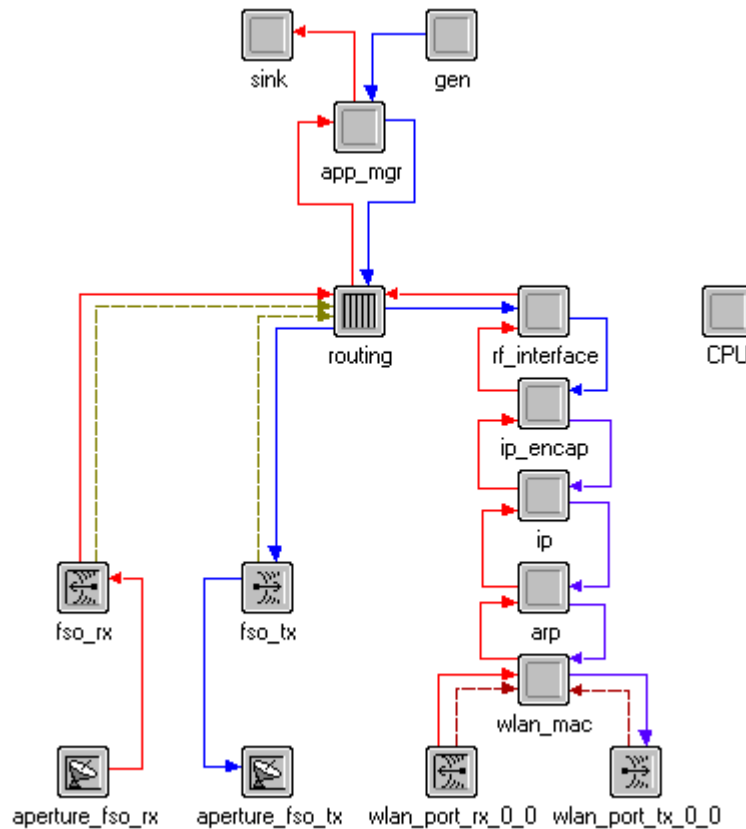 sink
gen
app_mgr
routing
rf_interface
CPU
ip_encap
ip
fso_rx
fso_tx
arp
wlan_mac
aperture_fso_rx
aperture_fso_tx
wlan_port_rx_0_0
wlan_port_tx_0_0